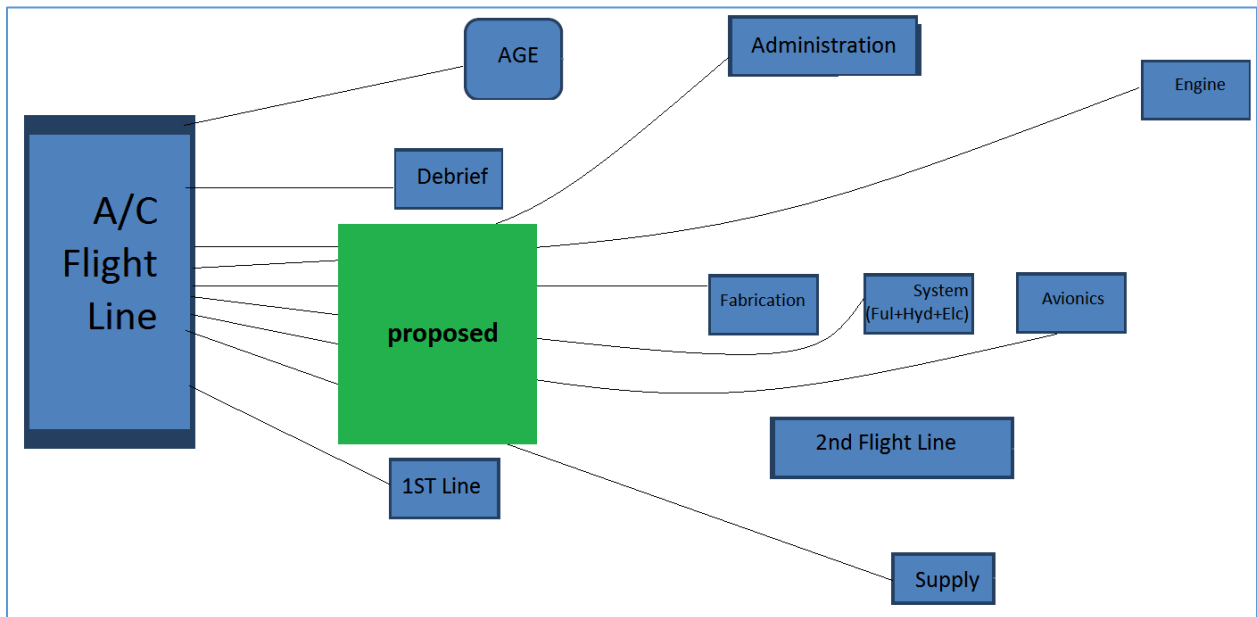 AGE
Administration
Engine
A/C
Flight
Line
Debrief
proposed
Fabrication
System
(Ful+Hyd+Elc)
Avionics
2nd Flight Line
1ST Line
Supply